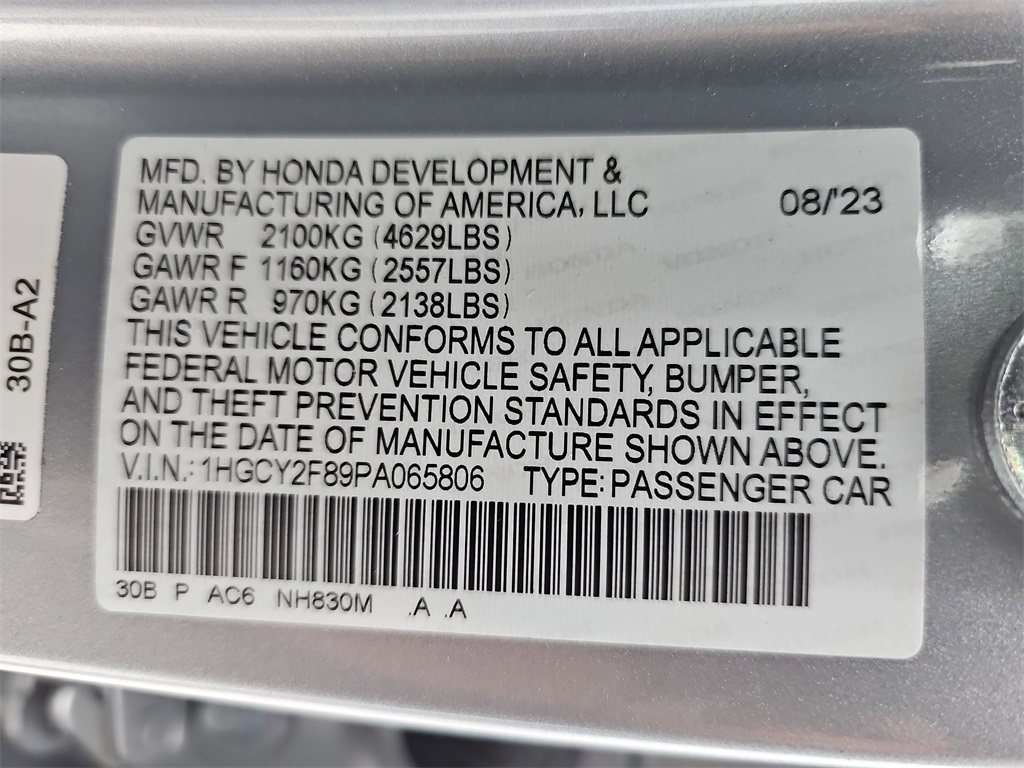 MFD. BY HONDA DEVELOPMENT &
MANUFACTURING OF AMERICA, LLC 08/'23
GVWR 2100KG (4629LBS)
GAWR F 1160KG (2557LBS)
GAWR R 970KG (2138LBS)
THIS VEHICLE CONFORMS TO ALL APPLICABLE
FEDERAL MOTOR VEHICLE SAFETY, BUMPER,
AND THEFT PREVENTION STANDARDS IN EFFECT
ON THE DATE OF MANUFACTURE SHOWN ABOVE.
V.I.N.: 1HGCY2F89PA065806 TYPE: PASSENGER CAR
30B P AC6 NH830M .A .A
30B-A2